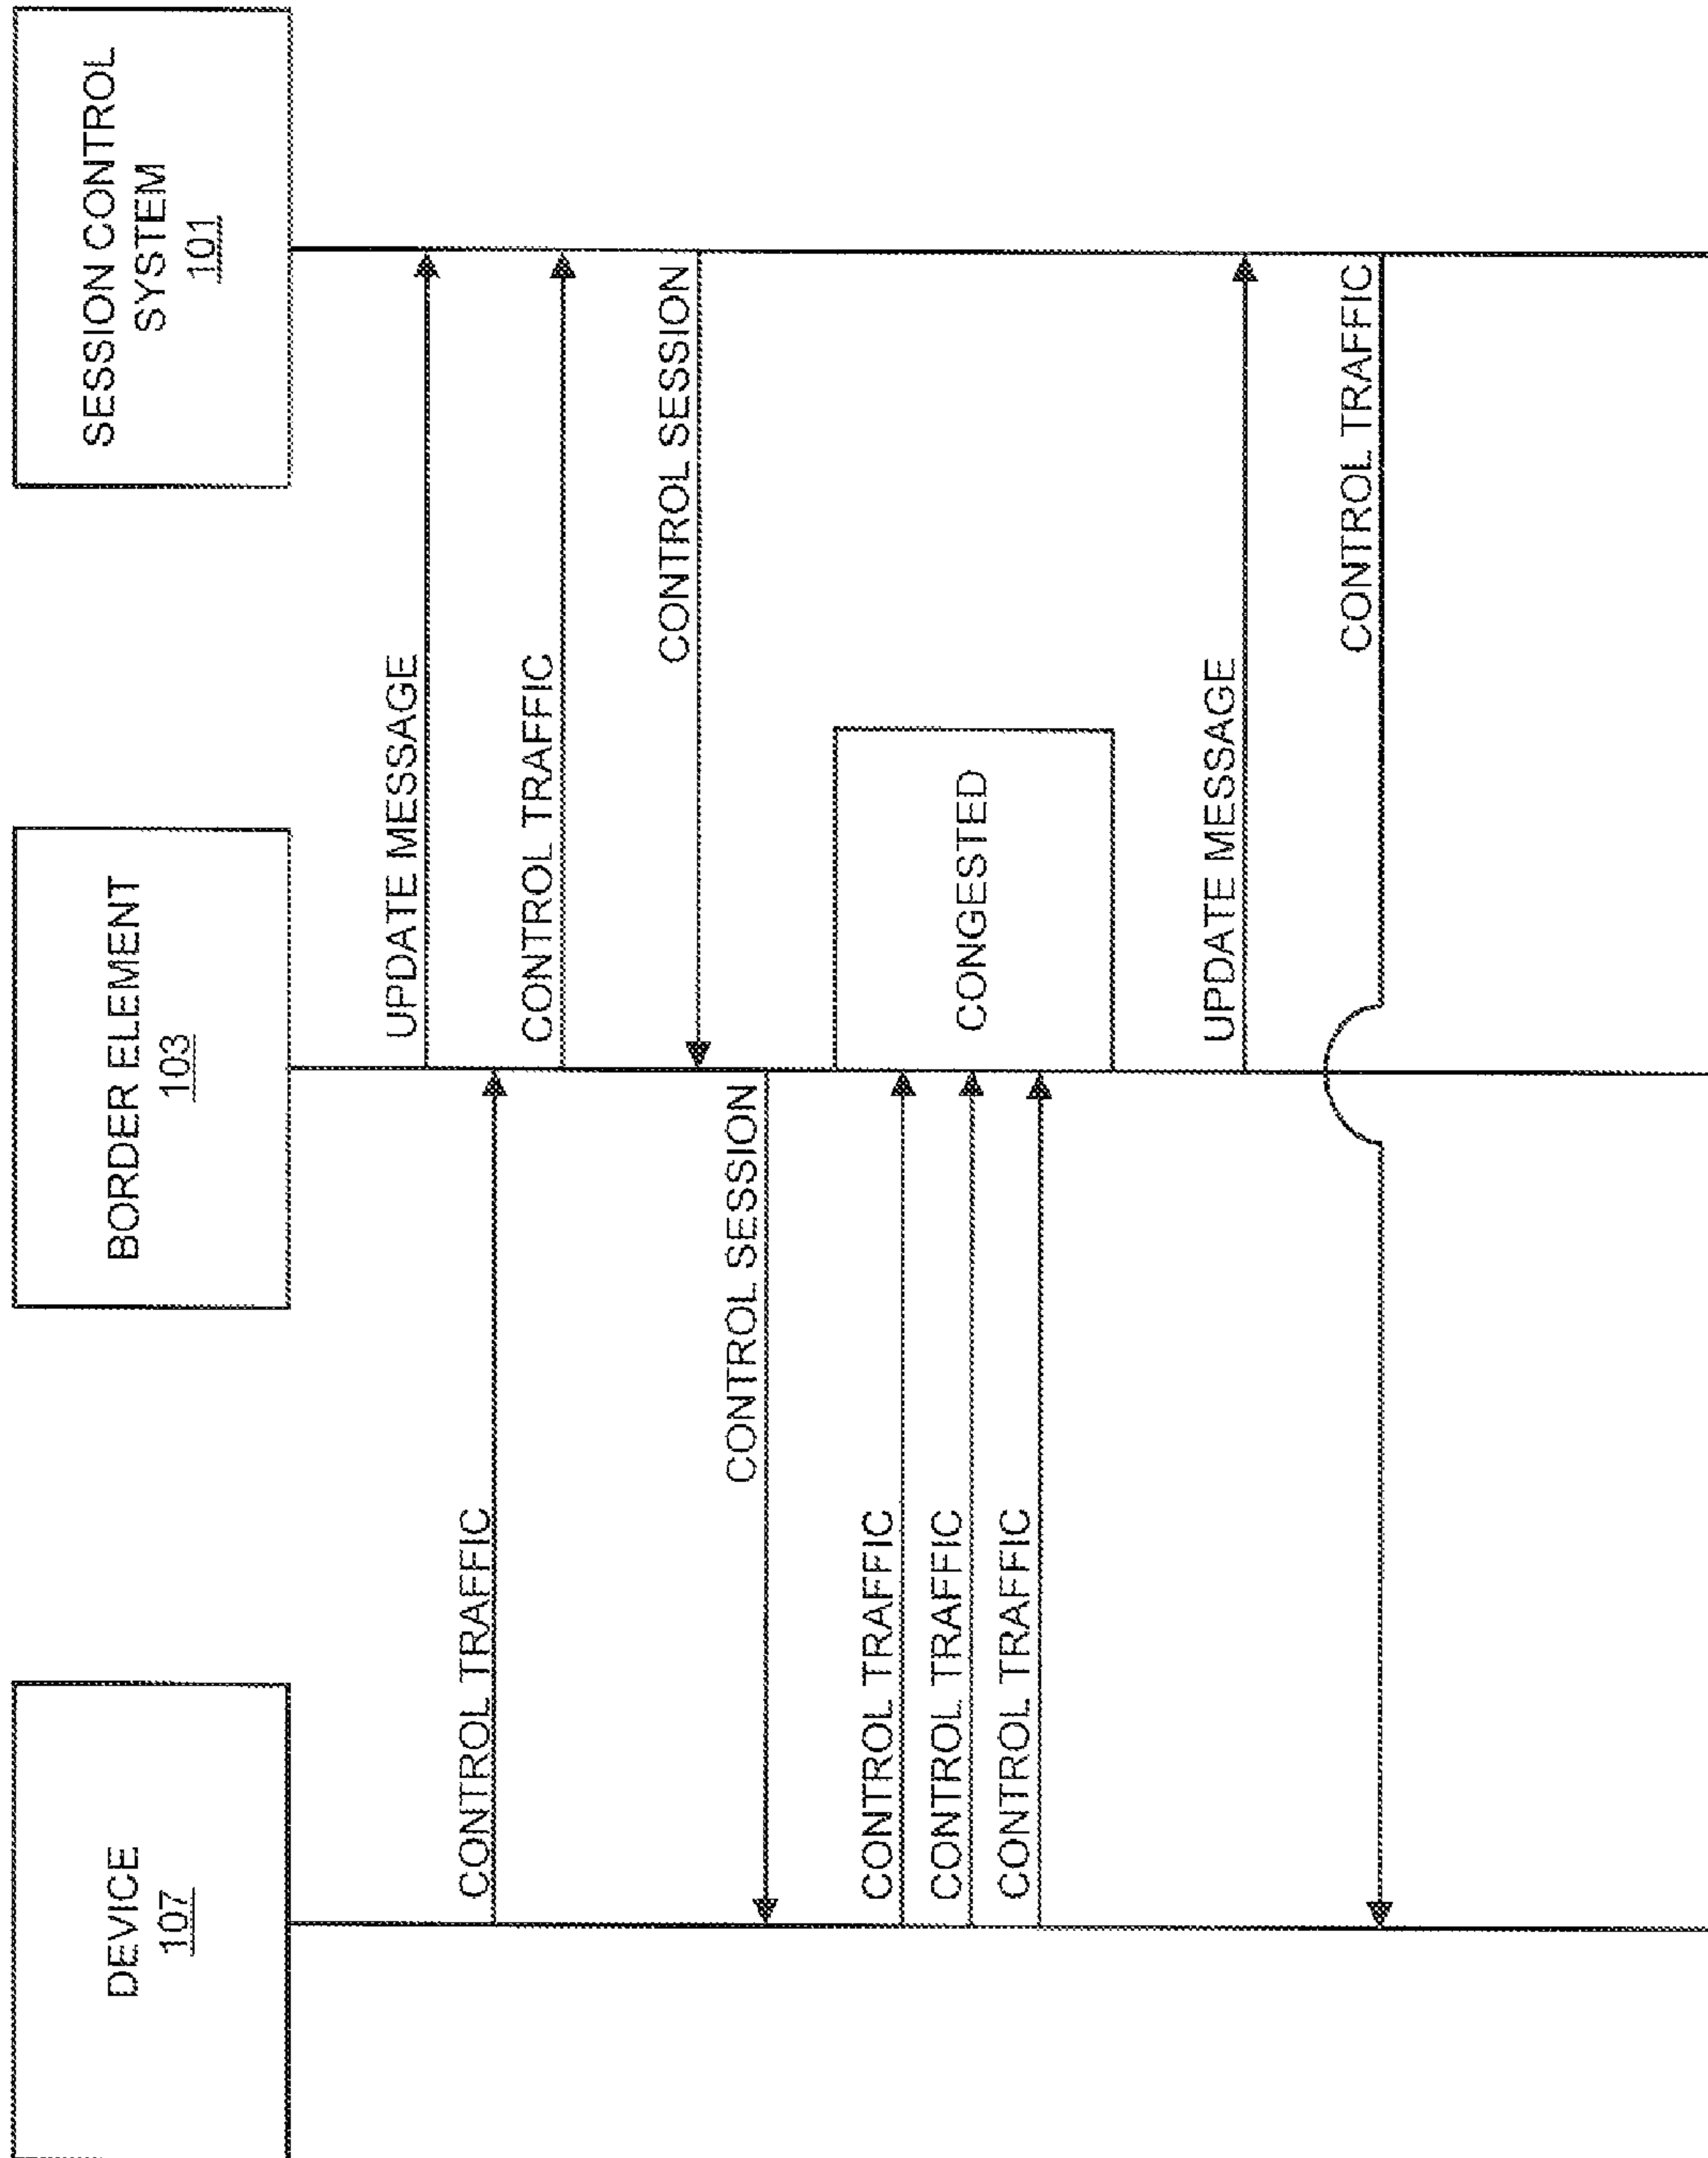 DEVICE
107
BORDER ELEMENT
103
SESSION CONTROL
SYSTEM
101
UPDATE MESSAGE
CONTROL TRAFFIC
CONTROL TRAFFIC
CONTROL SESSION
CONTROL SESSION
CONTROL TRAFFIC
CONTROL TRAFFIC
CONGESTED
CONTROL TRAFFIC
UPDATE MESSAGE
CONTROL TRAFFIC